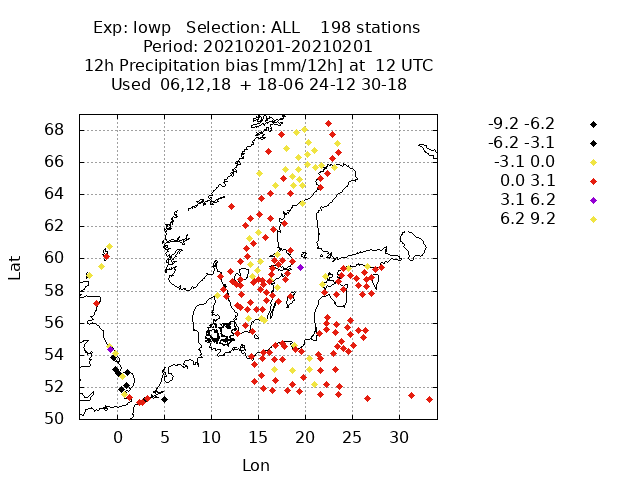 Exp: lowp   Selection: ALL    198 stations
Period: 20210201-20210201
12h Precipitation bias [mm/12h] at  12 UTC
Used  06,12,18  + 18-06 24-12 30-18
-9.2 -6.2
-6.2 -3.1
-3.1 0.0
0.0 3.1
3.1 6.2
6.2 9.2
68
66
64
62
60
58
56
54
52
50
Lat
0 5 10 15 20 25 30
Lon